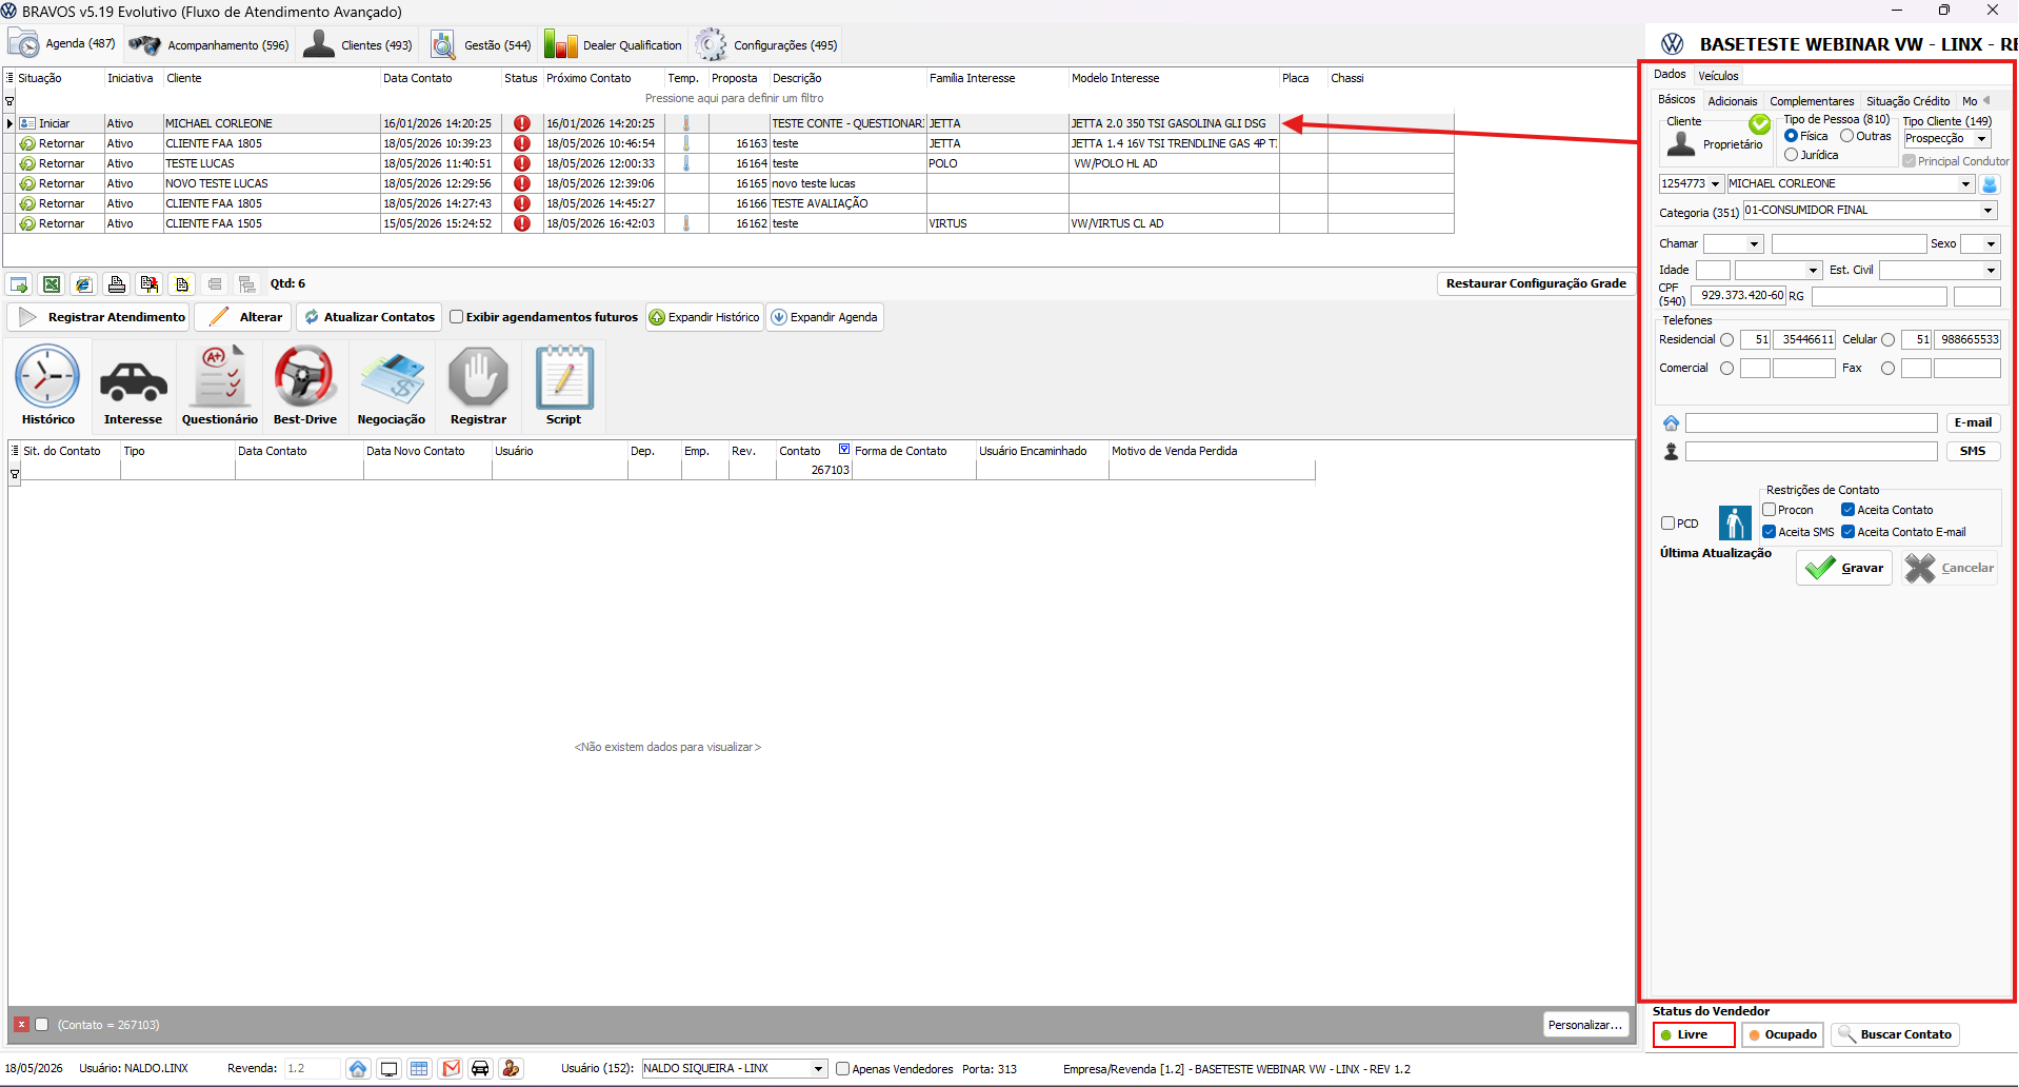 BRAVOS v5.19 Evolutivo (Fluxo de Atendimento Avançado)
Agenda (487) Acompanhamento (596) Clientes (493) Gestão (544) Dealer Qualification Configurações (495)
BASETESTE WEBINAR VW - LINX - RE
Situação Iniciativa Cliente Data Contato Status Próximo Contato Temp. Proposta Descrição Família Interesse Modelo Interesse Placa Chassi
Pressione aqui para definir um filtro
Iniciar Ativo MICHAEL CORLEONE 16/01/2026 14:20:25 16/01/2026 14:20:25 TESTE CONTE - QUESTIONAR: JETTA JETTA 2.0 350 TSI GASOLINA GLI DSG
Retornar Ativo CLIENTE FAA 1805 18/05/2026 10:39:23 18/05/2026 10:46:54 16163 teste JETTA JETTA 1.4 16V TSI TRENDLINE GAS 4P T:
Retornar Ativo TESTE LUCAS 18/05/2026 11:40:51 18/05/2026 12:00:33 16164 teste POLO VW/POLO HL AD
Retornar Ativo NOVO TESTE LUCAS 18/05/2026 12:29:56 18/05/2026 12:39:06 16165 novo teste lucas
Retornar Ativo CLIENTE FAA 1805 18/05/2026 14:27:43 18/05/2026 14:45:27 16166 TESTE AVALIAÇÃO
Retornar Ativo CLIENTE FAA 1505 15/05/2026 15:24:52 18/05/2026 16:42:03 16162 teste VIRTUS VW/VIRTUS CL AD
Qtd: 6
Restaurar Configuração Grade
Registrar Atendimento Alterar Atualizar Contatos Exibir agendamentos futuros Expandir Histórico Expandir Agenda
A+
Histórico Interesse Questionário Best-Drive Negociação Registrar Script
Sit. do Contato Tipo Data Contato Data Novo Contato Usuário Dep. Emp. Rev. Contato Forma de Contato Usuário Encaminhado Motivo de Venda Perdida
267103
<Não existem dados para visualizar>
(Contato = 267103)
Personalizar...
Dados Veículos
Básicos Adicionais Complementares Situação Crédito Mo
Cliente Tipo de Pessoa (810) Tipo Cliente (149)
Proprietário Física Outras Prospecção
Jurídica Principal Condutor
1254773 MICHAEL CORLEONE
Categoria (351) 01-CONSUMIDOR FINAL
Chamar Sexo
Idade Est. Civil
CPF (540) 929.373.420-60 RG
Telefones
Residencial 51 35446611 Celular 51 988665533
Comercial Fax
E-mail
SMS
Restrições de Contato
Procon Aceita Contato
PCD Aceita SMS Aceita Contato E-mail
Última Atualização
Gravar Cancelar
Status do Vendedor
Livre Ocupado Buscar Contato
18/05/2026 Usuário: NALDO.LINX Revenda: 1.2 Usuário (152): NALDO SIQUEIRA - LINX Apenas Vendedores Porta: 313 Empresa/Revenda [1.2] - BASETESTE WEBINAR VW - LINX - REV 1.2